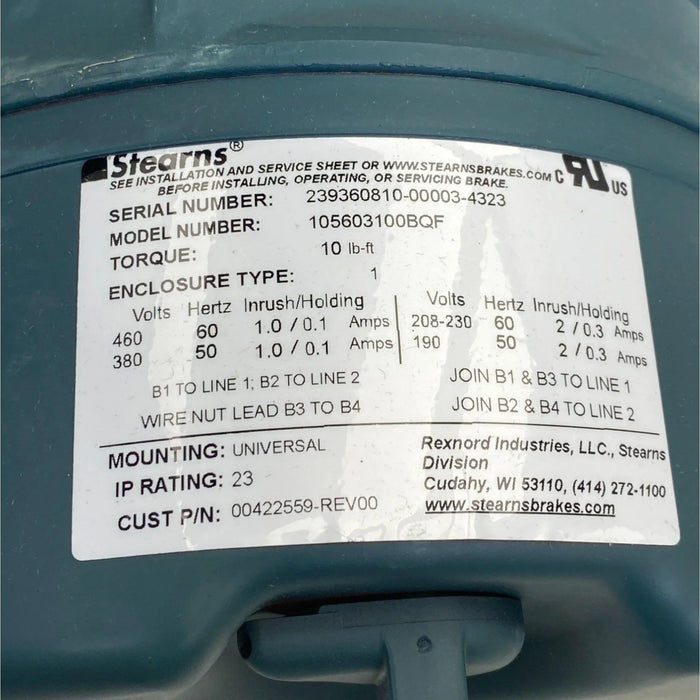 Stearns®
SEE INSTALLATION AND SERVICE SHEET OR WWW.STEARNSBRAKES.COM
BEFORE INSTALLING, OPERATING, OR SERVICING BRAKE.
C RU US
SERIAL NUMBER: 239360810-00003-4323
MODEL NUMBER: 105603100BQF
TORQUE: 10 lb-ft
ENCLOSURE TYPE: 1
Volts Hertz Inrush/Holding
460 60 1.0 / 0.1 Amps
380 50 1.0 / 0.1 Amps
B1 TO LINE 1; B2 TO LINE 2
WIRE NUT LEAD B3 TO B4
Volts Hertz Inrush/Holding
208-230 60 2 / 0.3 Amps
190 50 2 / 0.3 Amps
JOIN B1 & B3 TO LINE 1
JOIN B2 & B4 TO LINE 2
MOUNTING: UNIVERSAL
IP RATING: 23
CUST P/N: 00422559-REV00
Rexnord Industries, LLC., Stearns
Division
Cudahy, WI 53110, (414) 272-1100
www.stearnsbrakes.com